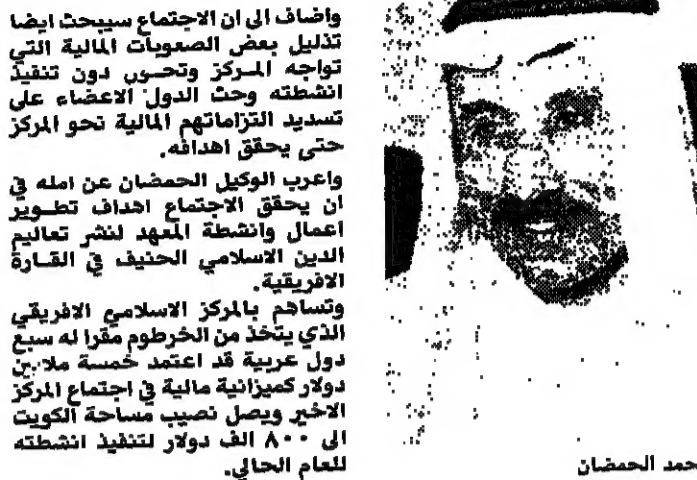 واضاف الى ان الاجتماع سيبحث ايضا
تذليل بعض الصعوبات المالية التي
تواجه المركز وتحول دون تنفيذ
انشطته وحث الدول الاعضاء على
تسديد التزاماتهم المالية نحو المركز
حتى يحقق اهدافه.
واعرب الوكيل الحمضان عن امله في
ان يحقق الاجتماع اهداف تطوير
اعمال وانشطة المعهد لنشر تعاليم
الدين الاسلامي الحنيف في القارة
الافريقية.
وتساهم بالمركز الاسلامي الافريقي
الذي يتخذ من الخرطوم مقرا له سبع
دول عربية قد اعتمد خمسة ملايين
دولار كميزانية مالية في اجتماع المركز
الاخير ويصل نصيب مساحة الكويت
الى ٨٠٠ الف دولار لتنفيذ انشطته
للعام الحالي.
حمد الحمضان